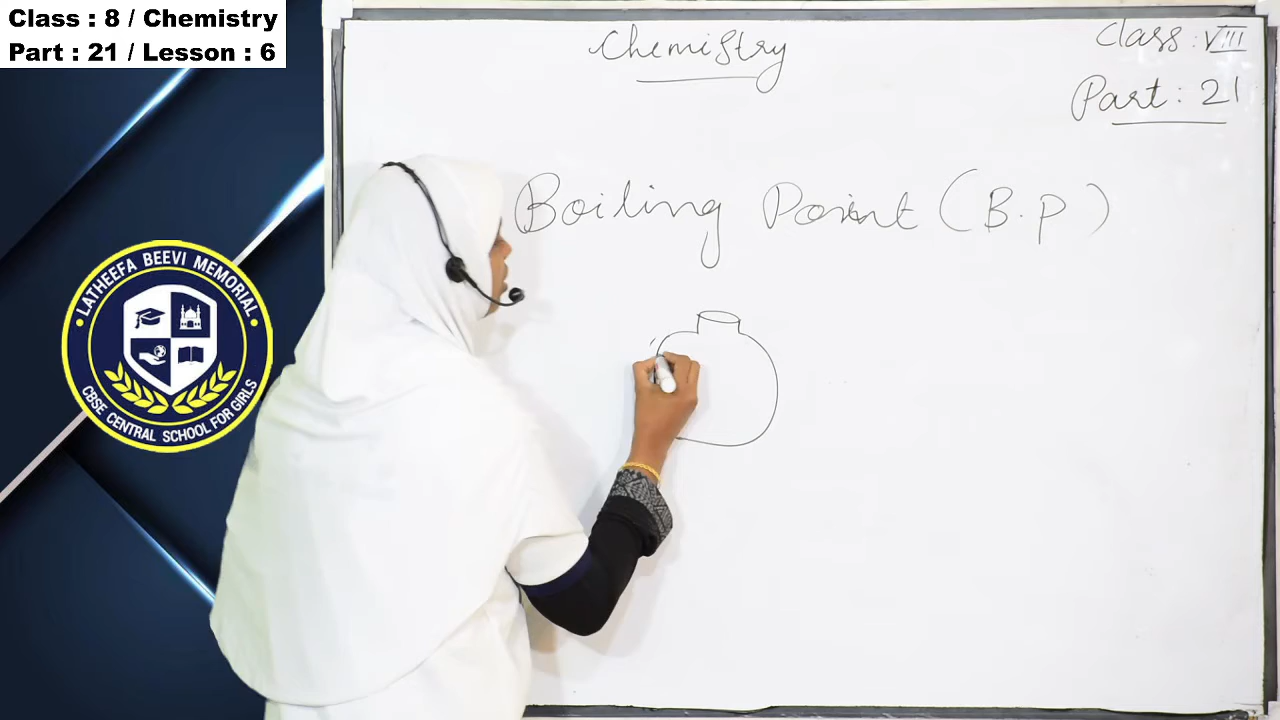 Class : 8 / Chemistry
Part : 21 / Lesson : 6
Chemistry
Class : VIII
Part : 21
Boiling Point (B.P)
LATHEEFA BEEVI MEMORIAL
CBSE CENTRAL SCHOOL FOR GIRLS